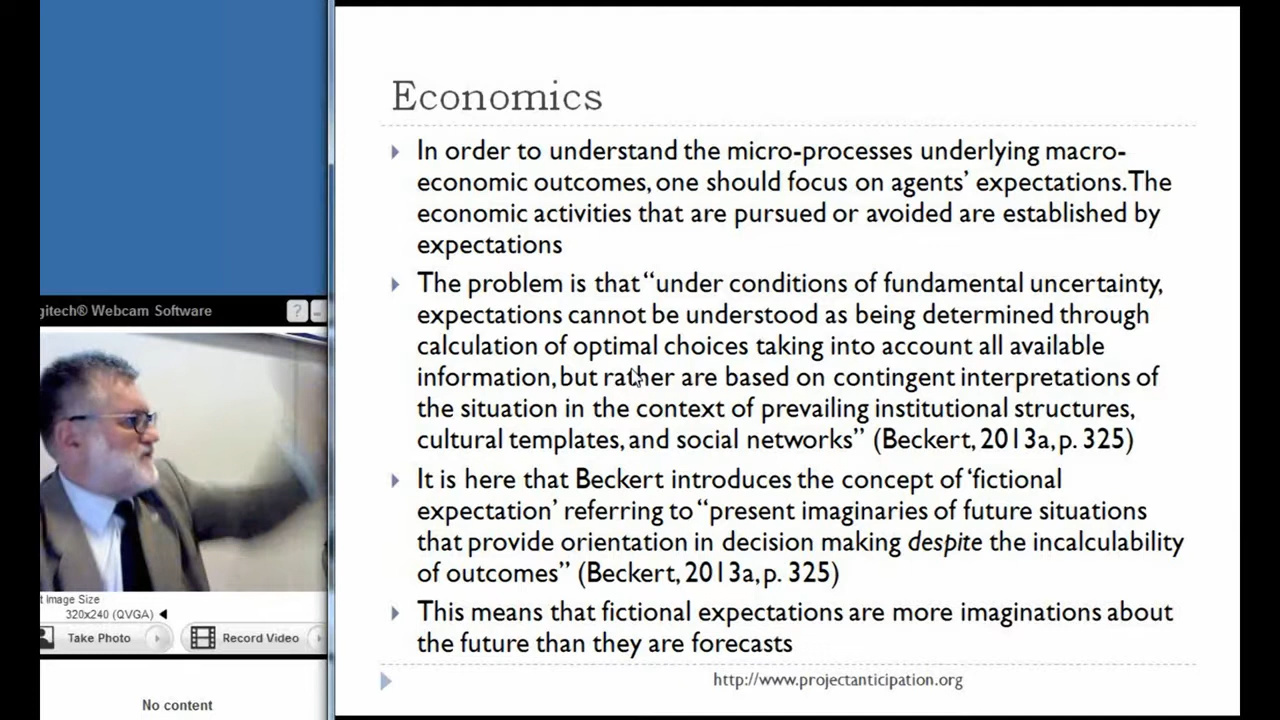 Economics
In order to understand the micro-processes underlying macro-
economic outcomes, one should focus on agents’ expectations. The
economic activities that are pursued or avoided are established by
expectations
The problem is that “under conditions of fundamental uncertainty,
expectations cannot be understood as being determined through
calculation of optimal choices taking into account all available
information, but rather are based on contingent interpretations of
the situation in the context of prevailing institutional structures,
cultural templates, and social networks” (Beckert, 2013a, p. 325)
It is here that Beckert introduces the concept of ‘fictional
expectation’ referring to “present imaginaries of future situations
that provide orientation in decision making despite the incalculability
of outcomes” (Beckert, 2013a, p. 325)
This means that fictional expectations are more imaginations about
the future than they are forecasts
http://www.projectanticipation.org
gitech® Webcam Software
?
t Image Size
320x240 (QVGA)
Take Photo
Record Video
No content